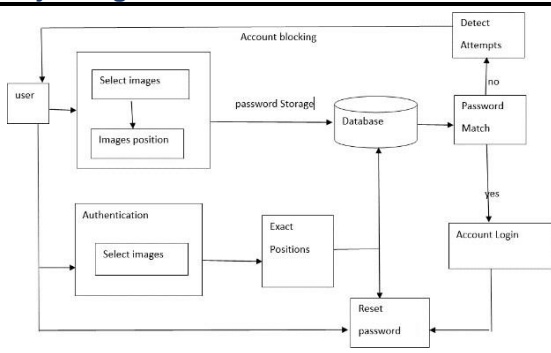 Detect
Attempts
Account blocking
user
Select images
Images position
password Storage
Database
no
Password
Match
yes
Authentication
Select images
Exact
Positions
Account Login
Reset
password